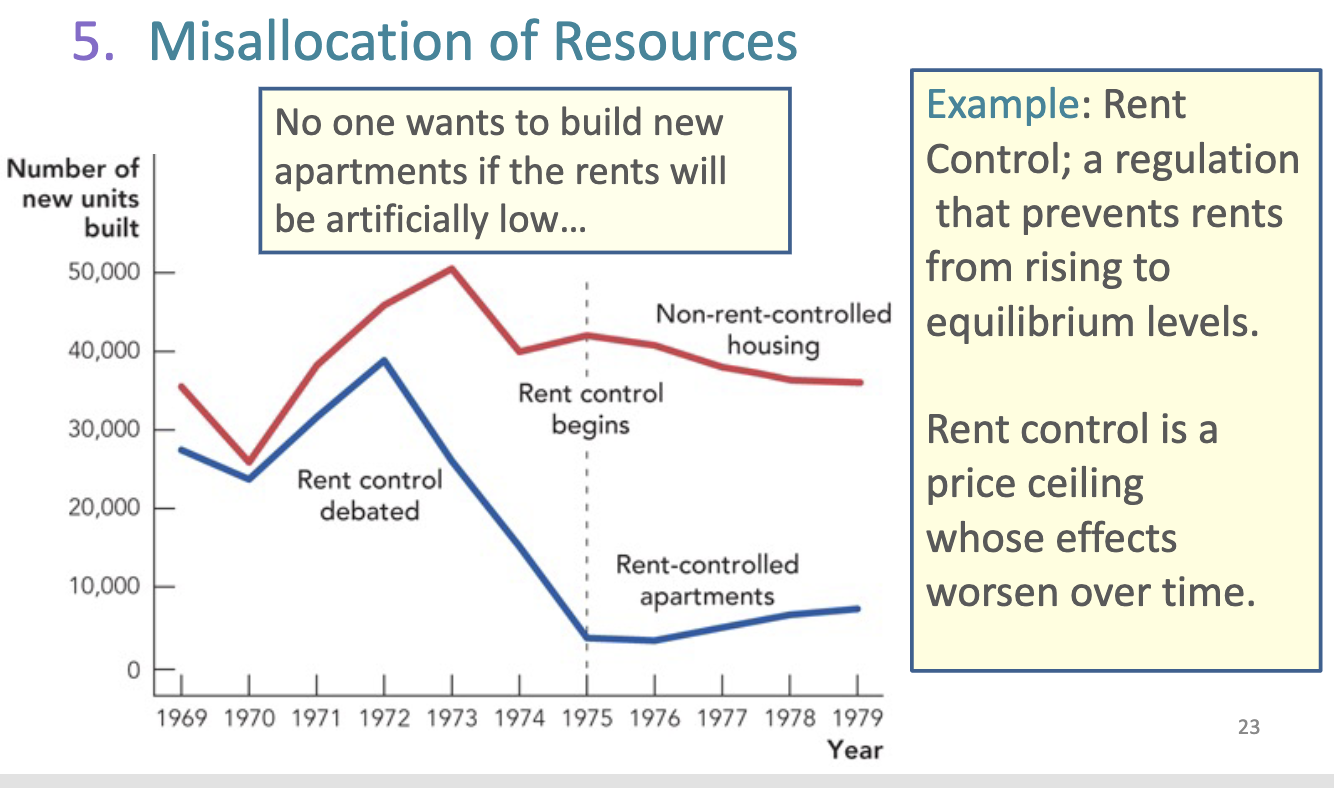 5. Misallocation of Resources
No one wants to build new
apartments if the rents will
be artificially low...
Example: Rent
Control; a regulation
that prevents rents
from rising to
equilibrium levels.
Rent control is a
price ceiling
whose effects
worsen over time.
Number of
new units
built
50,000
40,000
30,000
20,000
10,000
0
Non-rent-controlled
housing
Rent control
begins
Rent control
debated
Rent-controlled
apartments
1969 1970 1971 1972 1973 1974 1975 1976 1977 1978 1979
Year
23